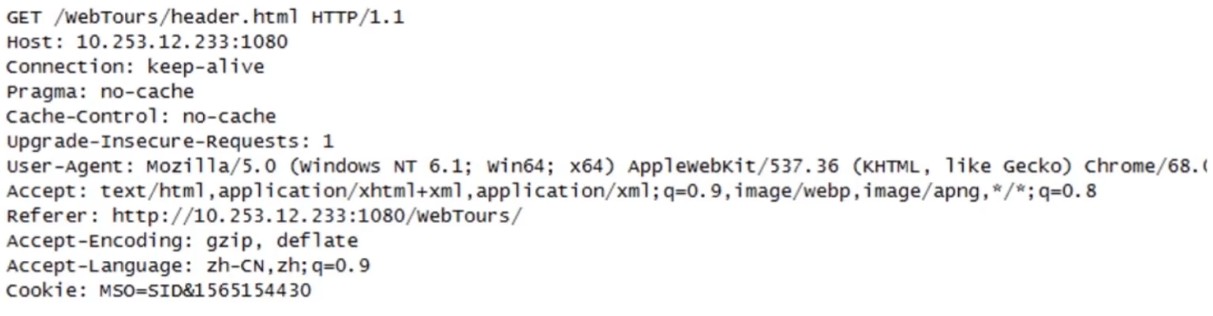 GET /WebTours/header.html HTTP/1.1
Host: 10.253.12.233:1080
Connection: keep-alive
Pragma: no-cache
Cache-Control: no-cache
Upgrade-Insecure-Requests: 1
User-Agent: Mozilla/5.0 (Windows NT 6.1; Win64; x64) AppleWebKit/537.36 (KHTML, like Gecko) Chrome/68.
Accept: text/html,application/xhtml+xml,application/xml;q=0.9,image/webp,image/apng,*/*;q=0.8
Referer: http://10.253.12.233:1080/WebTours/
Accept-Encoding: gzip, deflate
Accept-Language: zh-CN,zh;q=0.9
Cookie: MSO=SID&1565154430